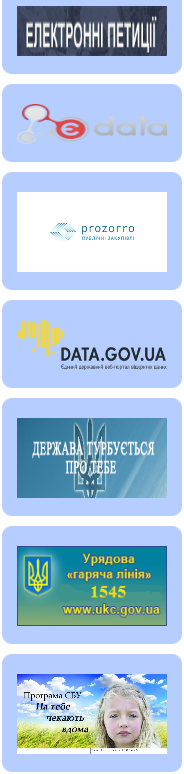 ЕЛЕКТРОННІ ПЕТИЦІЇ
є data
prozorro
ПУБЛІЧНІ ЗАКУПІВЛІ
DATA.GOV.UA
Єдиний державний веб-портал відкритих даних
ДЕРЖАВА ТУРБУЄТЬСЯ
ПРО ТЕБЕ
Урядова
«гаряча лінія»
1545
www.ukc.gov.ua
Програма СБУ
На тебе
чекають
вдома